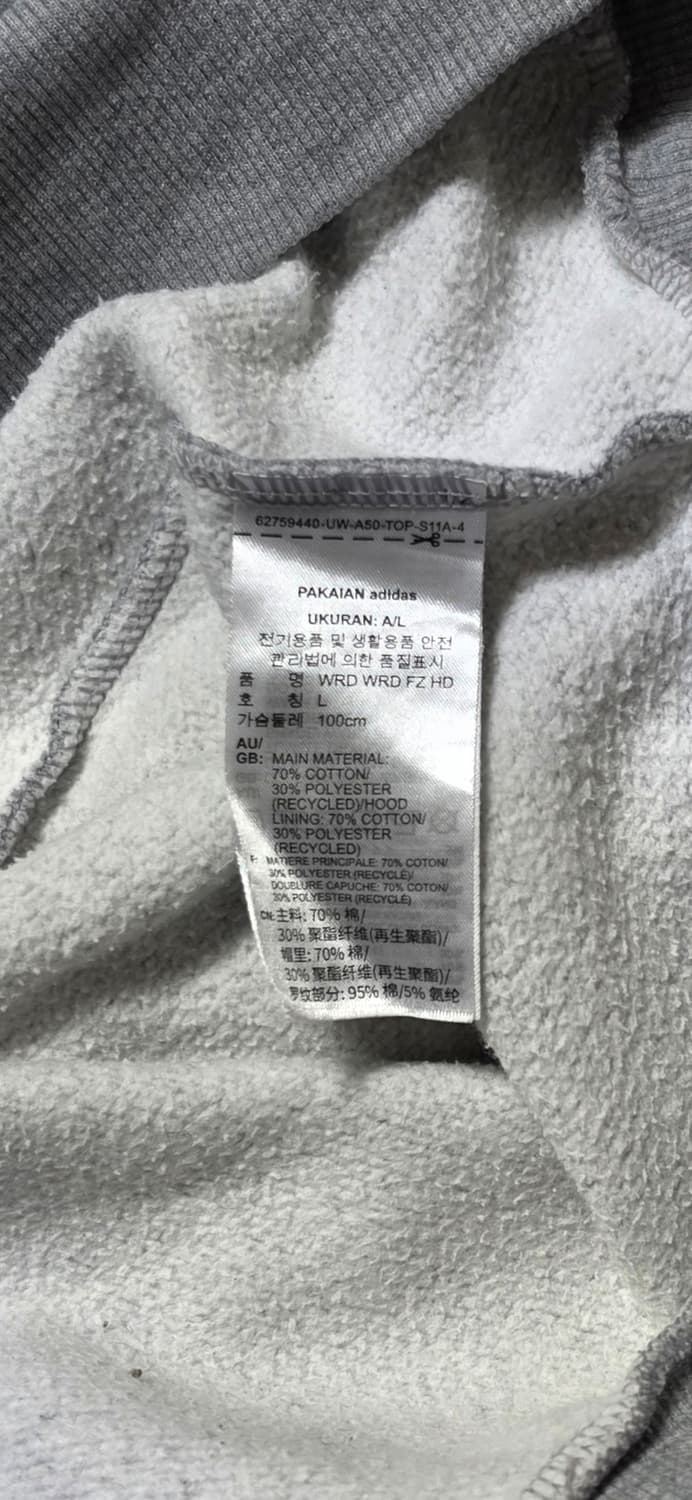 62759440-UW-A50-TOP-S11A-4
PAKAIAN adidas
UKURAN: A/L
전기용품 및 생활용품 안전
관리법에 의한 품질표시
품 명 WRD WRD FZ HD
호 칭 L
가슴둘레 100cm
AU/
GB: MAIN MATERIAL:
70% COTTON/
30% POLYESTER
(RECYCLED)/HOOD
LINING: 70% COTTON/
30% POLYESTER
(RECYCLED)
F: MATIERE PRINCIPALE: 70% COTON/
30% POLYESTER (RECYCLÉ)/
DOUBLURE CAPUCHE: 70% COTON/
30% POLYESTER (RECYCLÉ)
CN: 主料: 70% 棉/
30% 聚酯纤维(再生聚酯)/
帽里: 70% 棉/
30% 聚酯纤维(再生聚酯)/
罗纹部分: 95% 棉/5% 氨纶